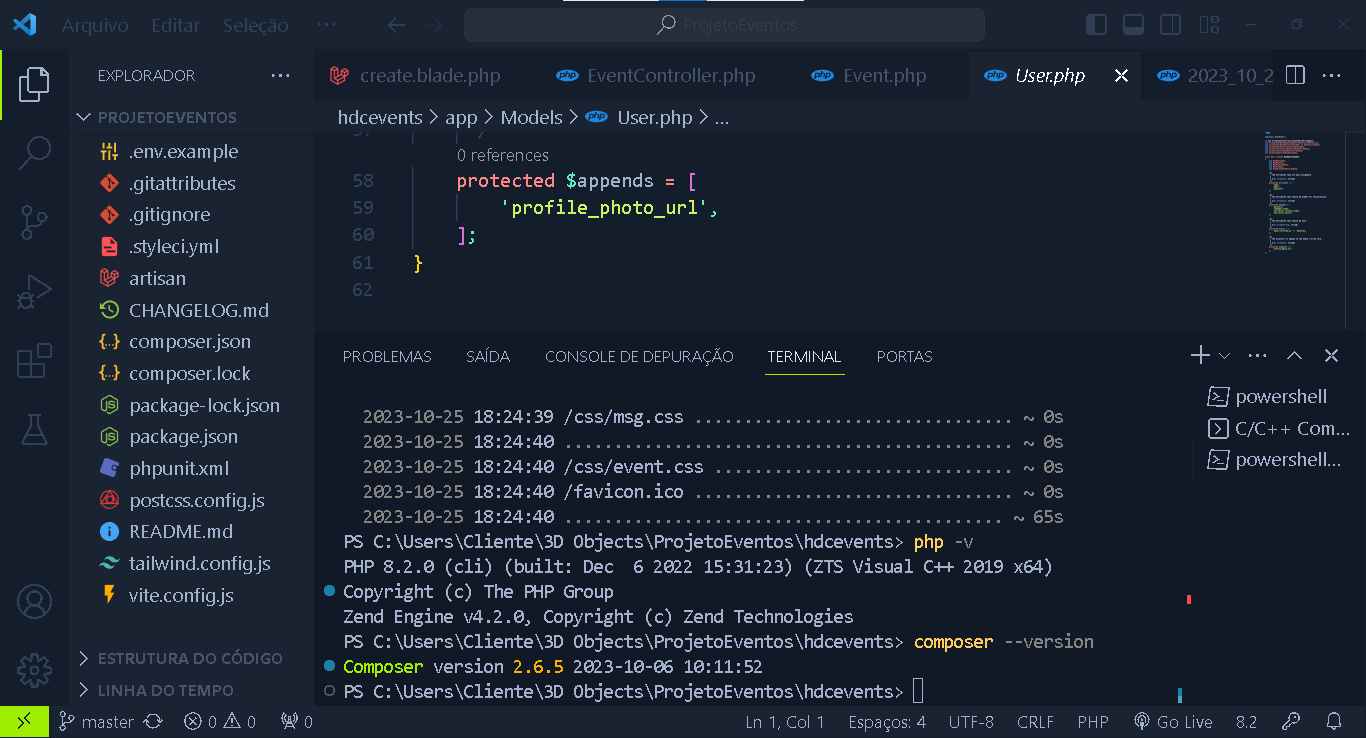 Arquivo Editar Seleção ··· ProjetoEventos
EXPLORADOR ···
create.blade.php
php EventController.php
php Event.php
php User.php
php 2023_10_2 ···
PROJETOEVENTOS
.env.example
.gitattributes
.gitignore
.styleci.yml
artisan
CHANGELOG.md
{..} composer.json
{..} composer.lock
JS package-lock.json
JS package.json
phpunit.xml
postcss.config.js
README.md
tailwind.config.js
vite.config.js
ESTRUTURA DO CÓDIGO
LINHA DO TEMPO
hdcevents > app > Models > php User.php > ...
57
0 references
58 protected $appends = [
59 'profile_photo_url',
60 ];
61 }
62
PROBLEMAS SAÍDA CONSOLE DE DEPURAÇÃO TERMINAL PORTAS
2023-10-25 18:24:39 /css/msg.css ................................ ~ 0s
2023-10-25 18:24:40 ............................................. ~ 0s
2023-10-25 18:24:40 /css/event.css .............................. ~ 0s
2023-10-25 18:24:40 /favicon.ico ................................ ~ 0s
2023-10-25 18:24:40 ............................................ ~ 65s
PS C:\Users\Cliente\3D Objects\ProjetoEventos\hdcevents> php -v
PHP 8.2.0 (cli) (built: Dec  6 2022 15:31:23) (ZTS Visual C++ 2019 x64)
Copyright (c) The PHP Group
Zend Engine v4.2.0, Copyright (c) Zend Technologies
PS C:\Users\Cliente\3D Objects\ProjetoEventos\hdcevents> composer --version
Composer version 2.6.5 2023-10-06 10:11:52
PS C:\Users\Cliente\3D Objects\ProjetoEventos\hdcevents>
powershell
C/C++ Com...
powershell...
master 0 0 0 Ln 1, Col 1 Espaços: 4 UTF-8 CRLF PHP Go Live 8.2